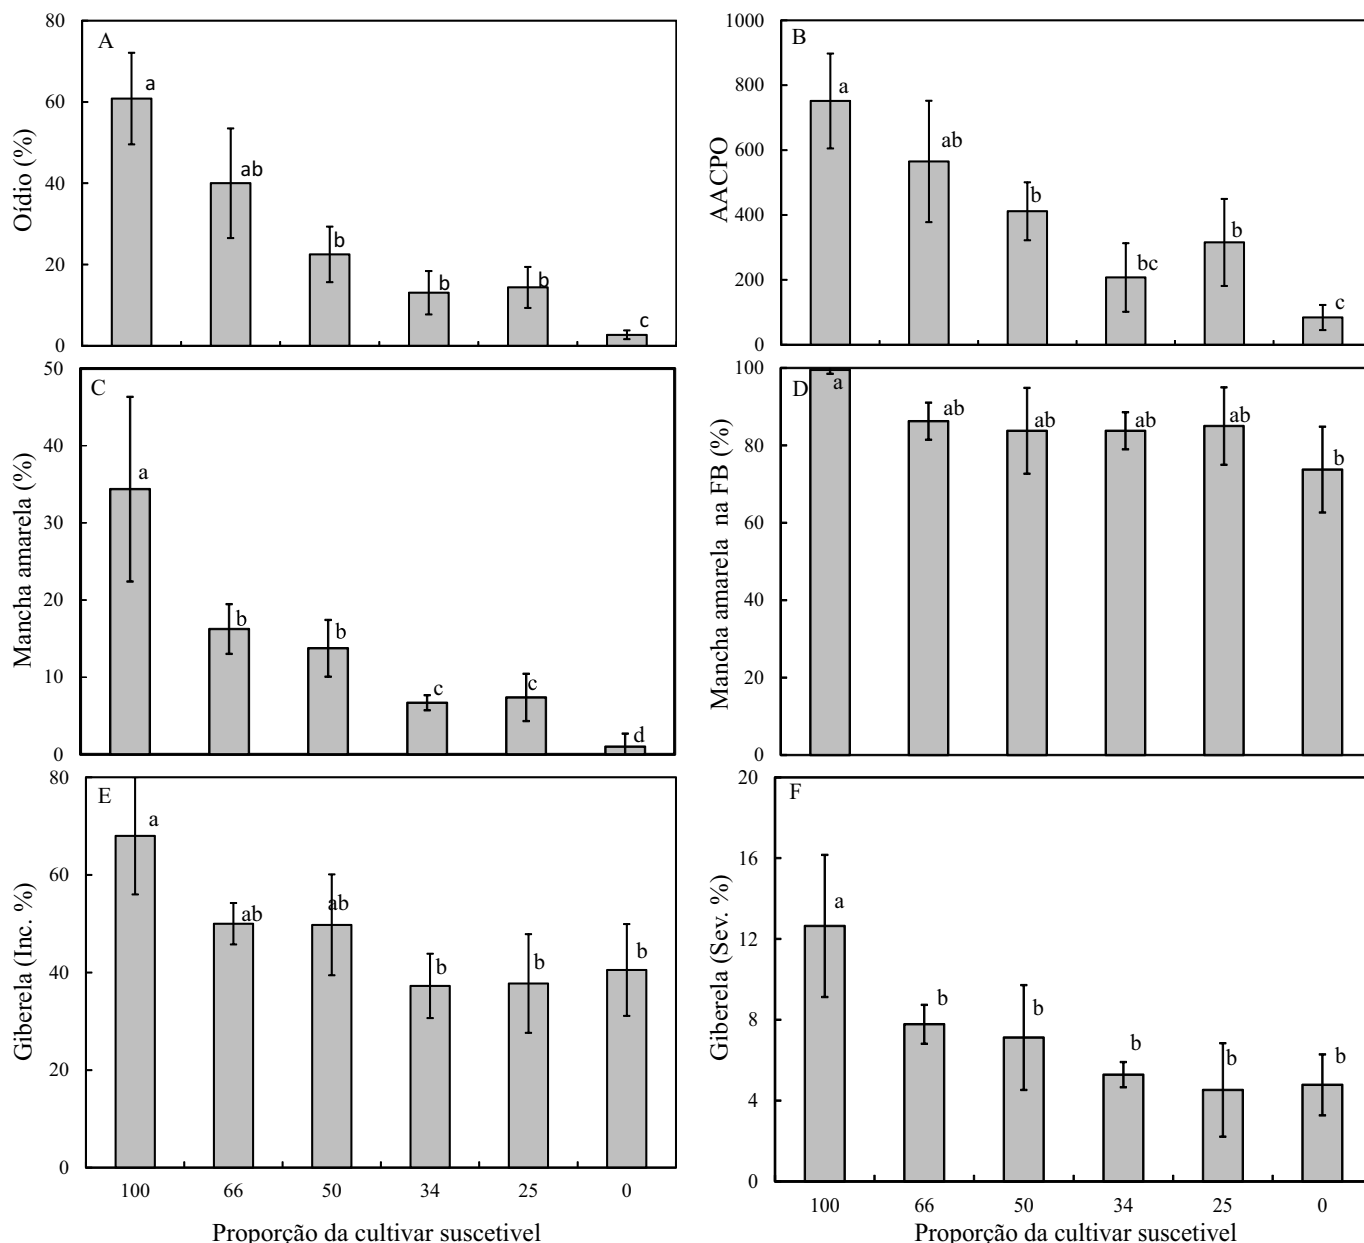 A
Oídio (%)
80
60
40
20
0
a
ab
b
b
b
c
B
AACPO
1000
800
600
400
200
0
a
ab
b
bc
b
c
C
Mancha amarela (%)
50
40
30
20
10
0
a
b
b
c
c
d
D
Mancha amarela na FB (%)
100
80
60
40
20
0
a
ab
ab
ab
ab
b
E
Giberela (Inc. %)
80
60
40
20
0
a
ab
ab
b
b
b
100 66 50 34 25 0
Proporção da cultivar suscetivel
F
Giberela (Sev. %)
20
16
12
8
4
0
a
b
b
b
b
b
100 66 50 34 25 0
Proporção da cultivar suscetivel